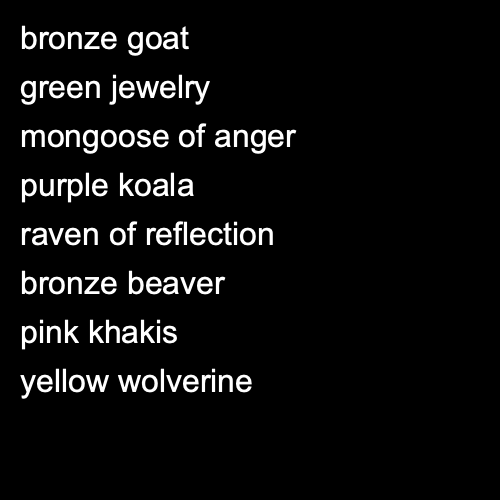 bronze goat
green jewelry
mongoose of anger
purple koala
raven of reflection
bronze beaver
pink khakis
yellow wolverine